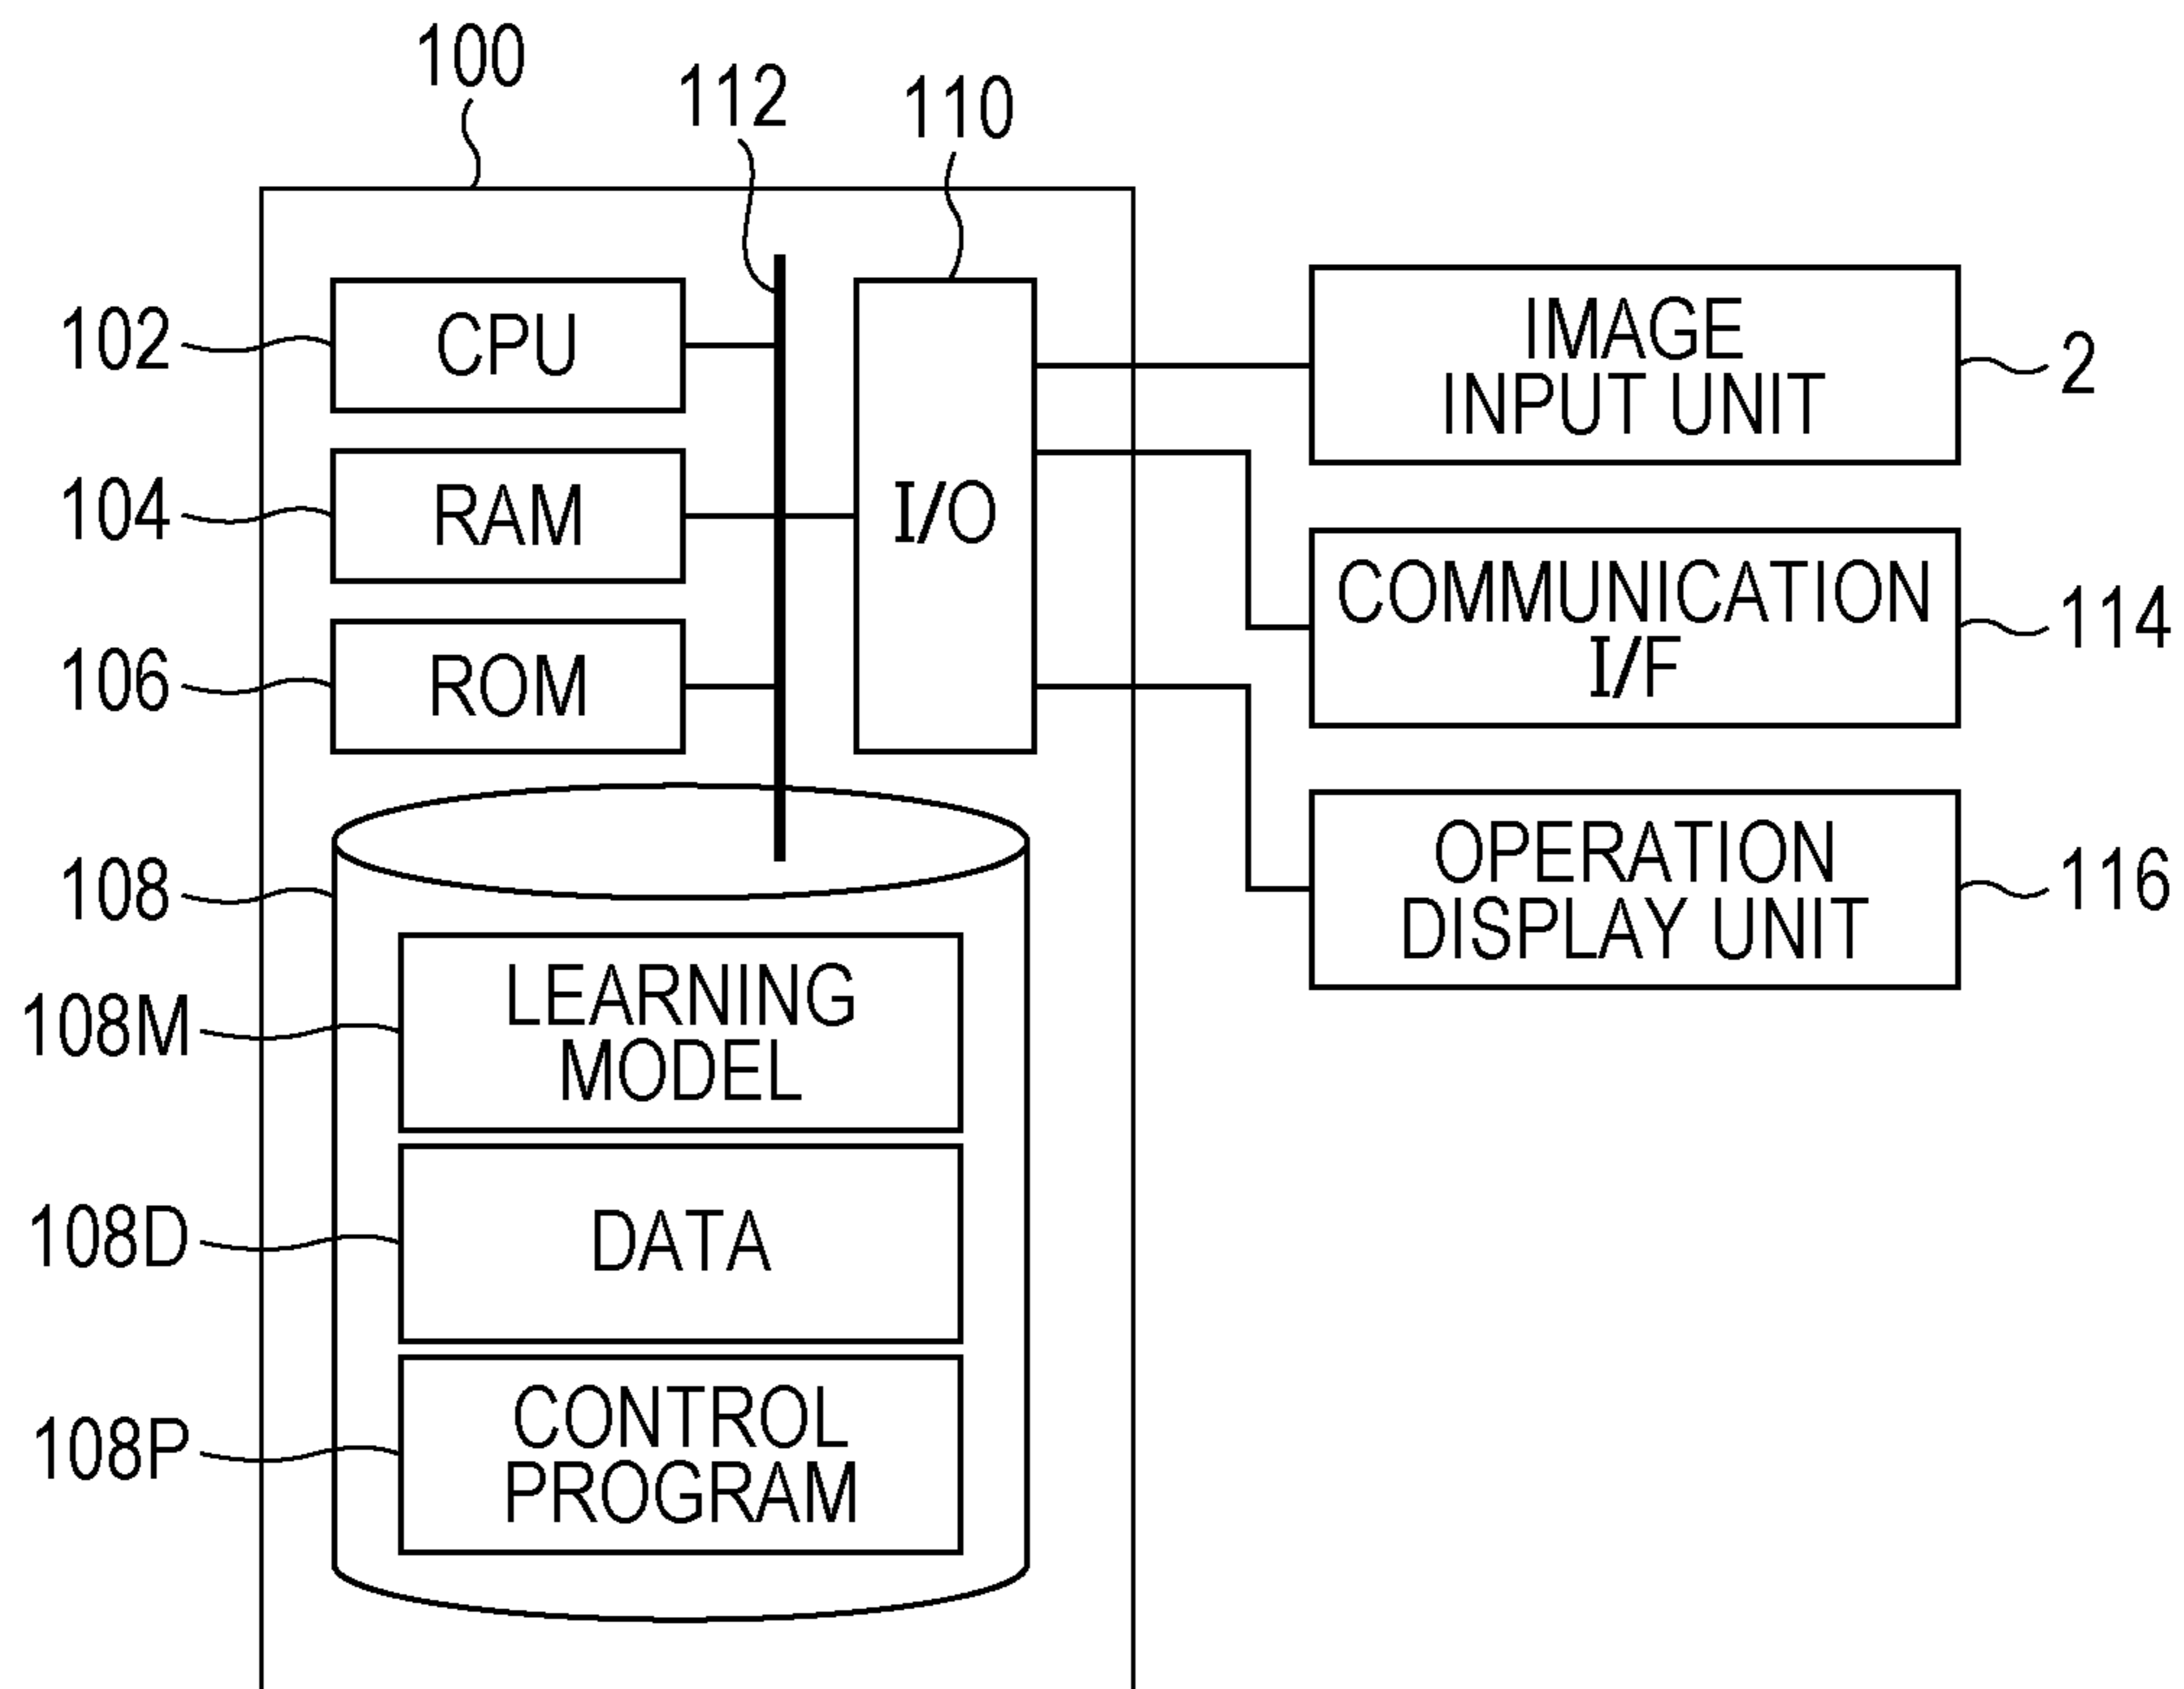 100
112
110
102
CPU
IMAGE
INPUT UNIT
2
104
RAM
I/O
COMMUNICATION
I/F
114
106
ROM
OPERATION
DISPLAY UNIT
116
108
108M
LEARNING
MODEL
108D
DATA
108P
CONTROL
PROGRAM